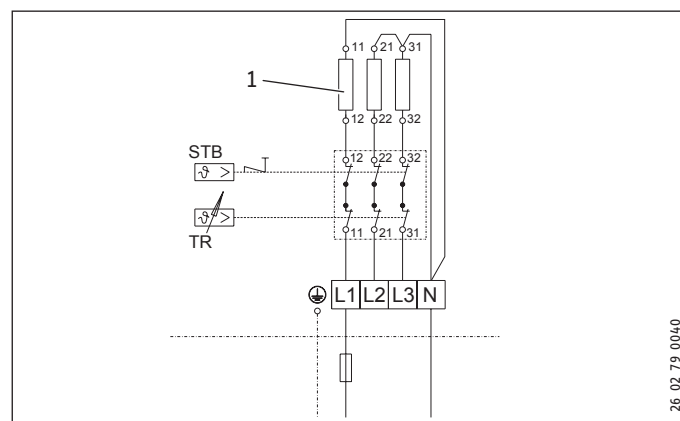 11 21 31
1
12 22 32
STB
12 22 32
ϑ >
ϑ >
11 21 31
TR
L1 L2 L3 N
26 02 79 0040